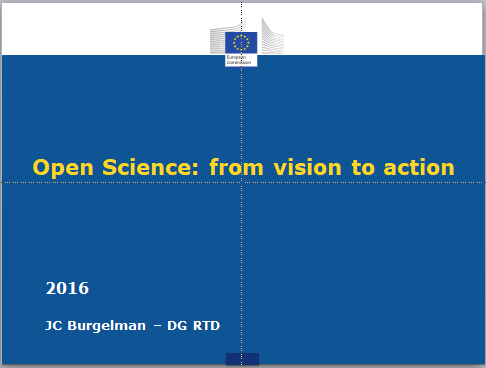 European
Commission
Open Science: from vision to action
2016
JC Burgelman – DG RTD